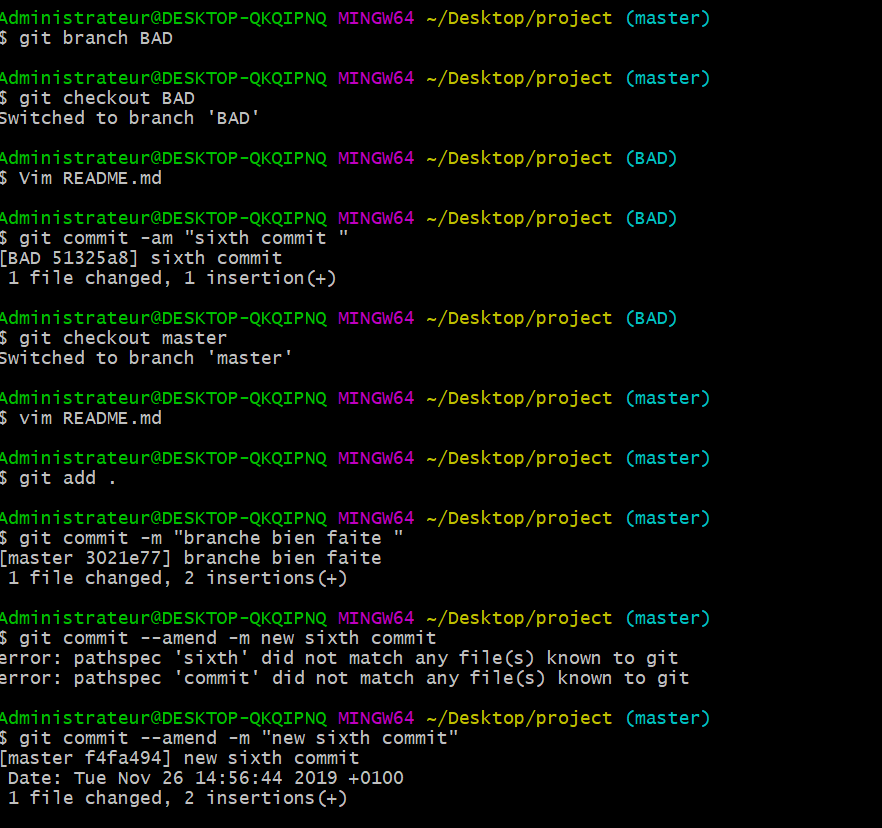 Administrateur@DESKTOP-QKQIPNQ MINGW64 ~/Desktop/project (master)
$ git branch BAD
Administrateur@DESKTOP-QKQIPNQ MINGW64 ~/Desktop/project (master)
$ git checkout BAD
Switched to branch 'BAD'
Administrateur@DESKTOP-QKQIPNQ MINGW64 ~/Desktop/project (BAD)
$ Vim README.md
Administrateur@DESKTOP-QKQIPNQ MINGW64 ~/Desktop/project (BAD)
$ git commit -am "sixth commit "
[BAD 51325a8] sixth commit
 1 file changed, 1 insertion(+)
Administrateur@DESKTOP-QKQIPNQ MINGW64 ~/Desktop/project (BAD)
$ git checkout master
Switched to branch 'master'
Administrateur@DESKTOP-QKQIPNQ MINGW64 ~/Desktop/project (master)
$ vim README.md
Administrateur@DESKTOP-QKQIPNQ MINGW64 ~/Desktop/project (master)
$ git add .
Administrateur@DESKTOP-QKQIPNQ MINGW64 ~/Desktop/project (master)
$ git commit -m "branche bien faite "
[master 3021e77] branche bien faite
 1 file changed, 2 insertions(+)
Administrateur@DESKTOP-QKQIPNQ MINGW64 ~/Desktop/project (master)
$ git commit --amend -m new sixth commit
error: pathspec 'sixth' did not match any file(s) known to git
error: pathspec 'commit' did not match any file(s) known to git
Administrateur@DESKTOP-QKQIPNQ MINGW64 ~/Desktop/project (master)
$ git commit --amend -m "new sixth commit"
[master f4fa494] new sixth commit
 Date: Tue Nov 26 14:56:44 2019 +0100
 1 file changed, 2 insertions(+)